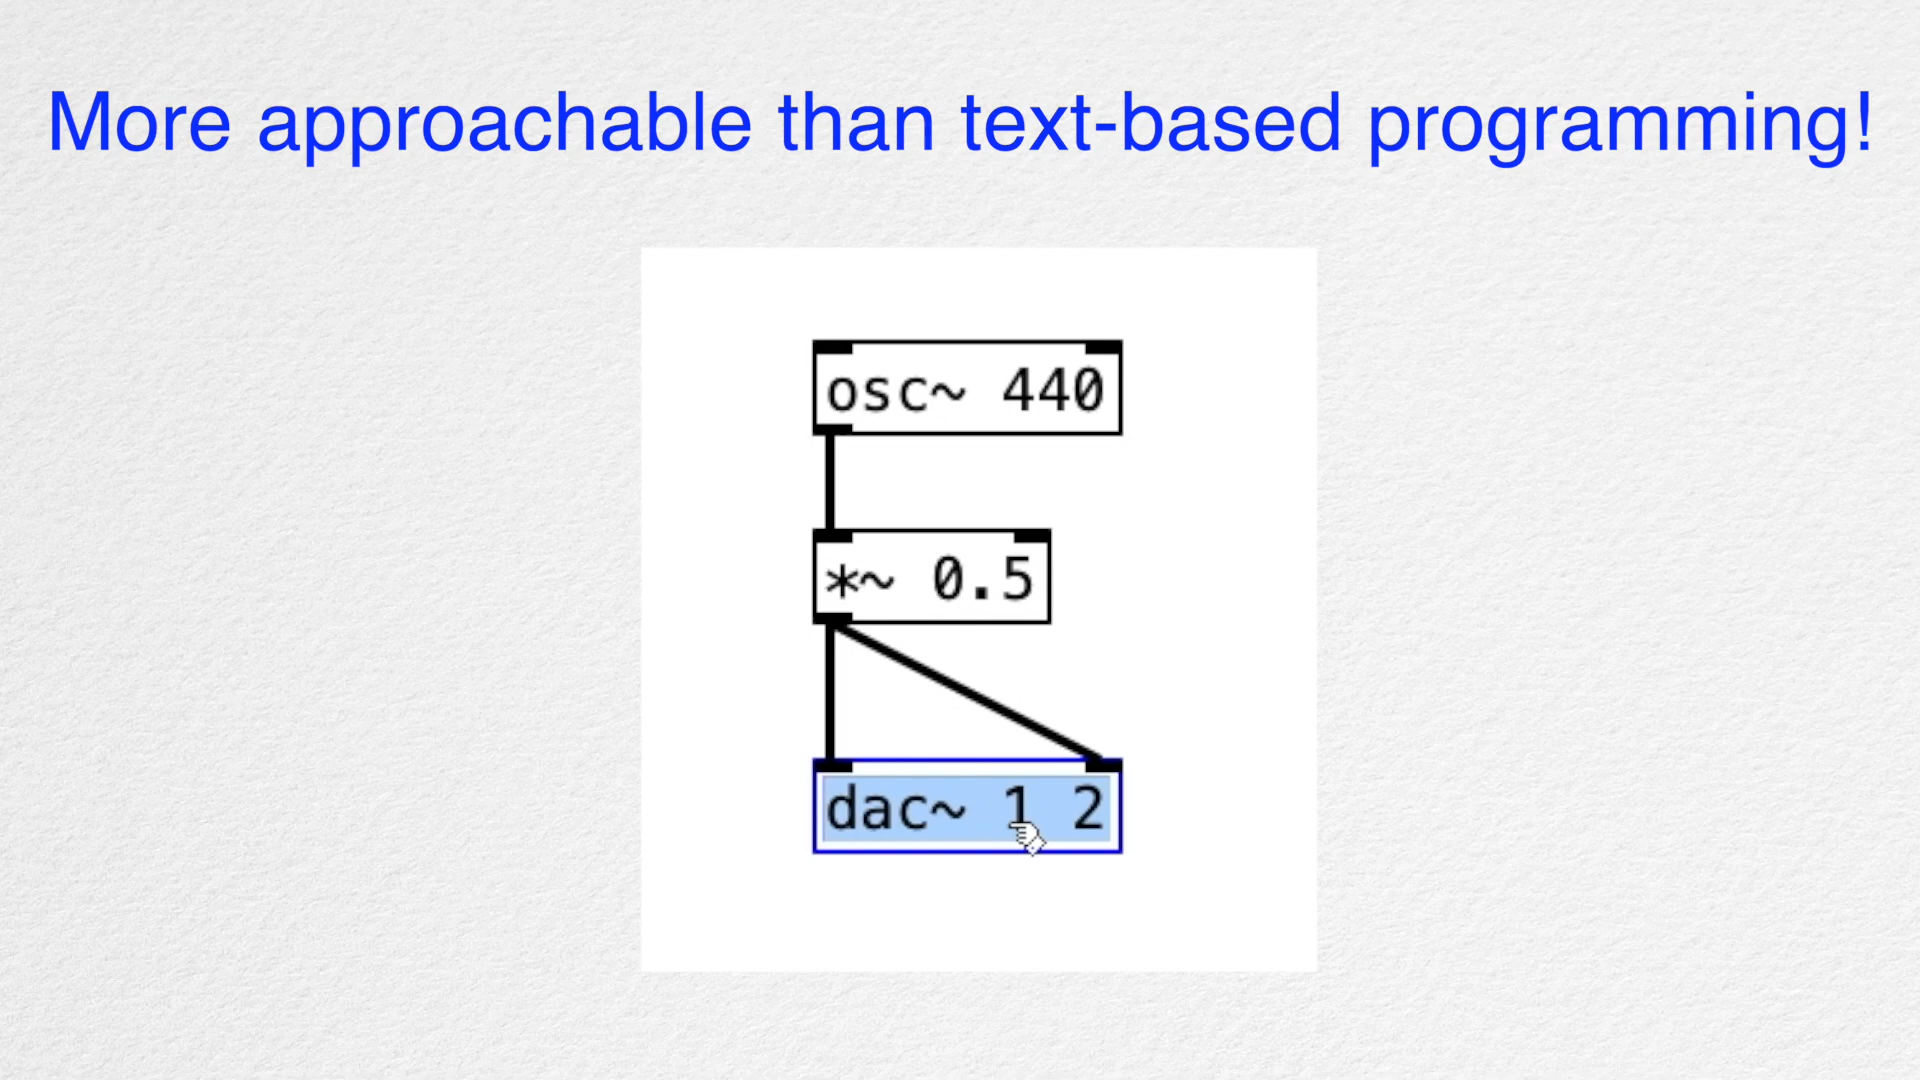 More approachable than text-based programming!
osc~ 440
*~ 0.5
dac~ 1 2